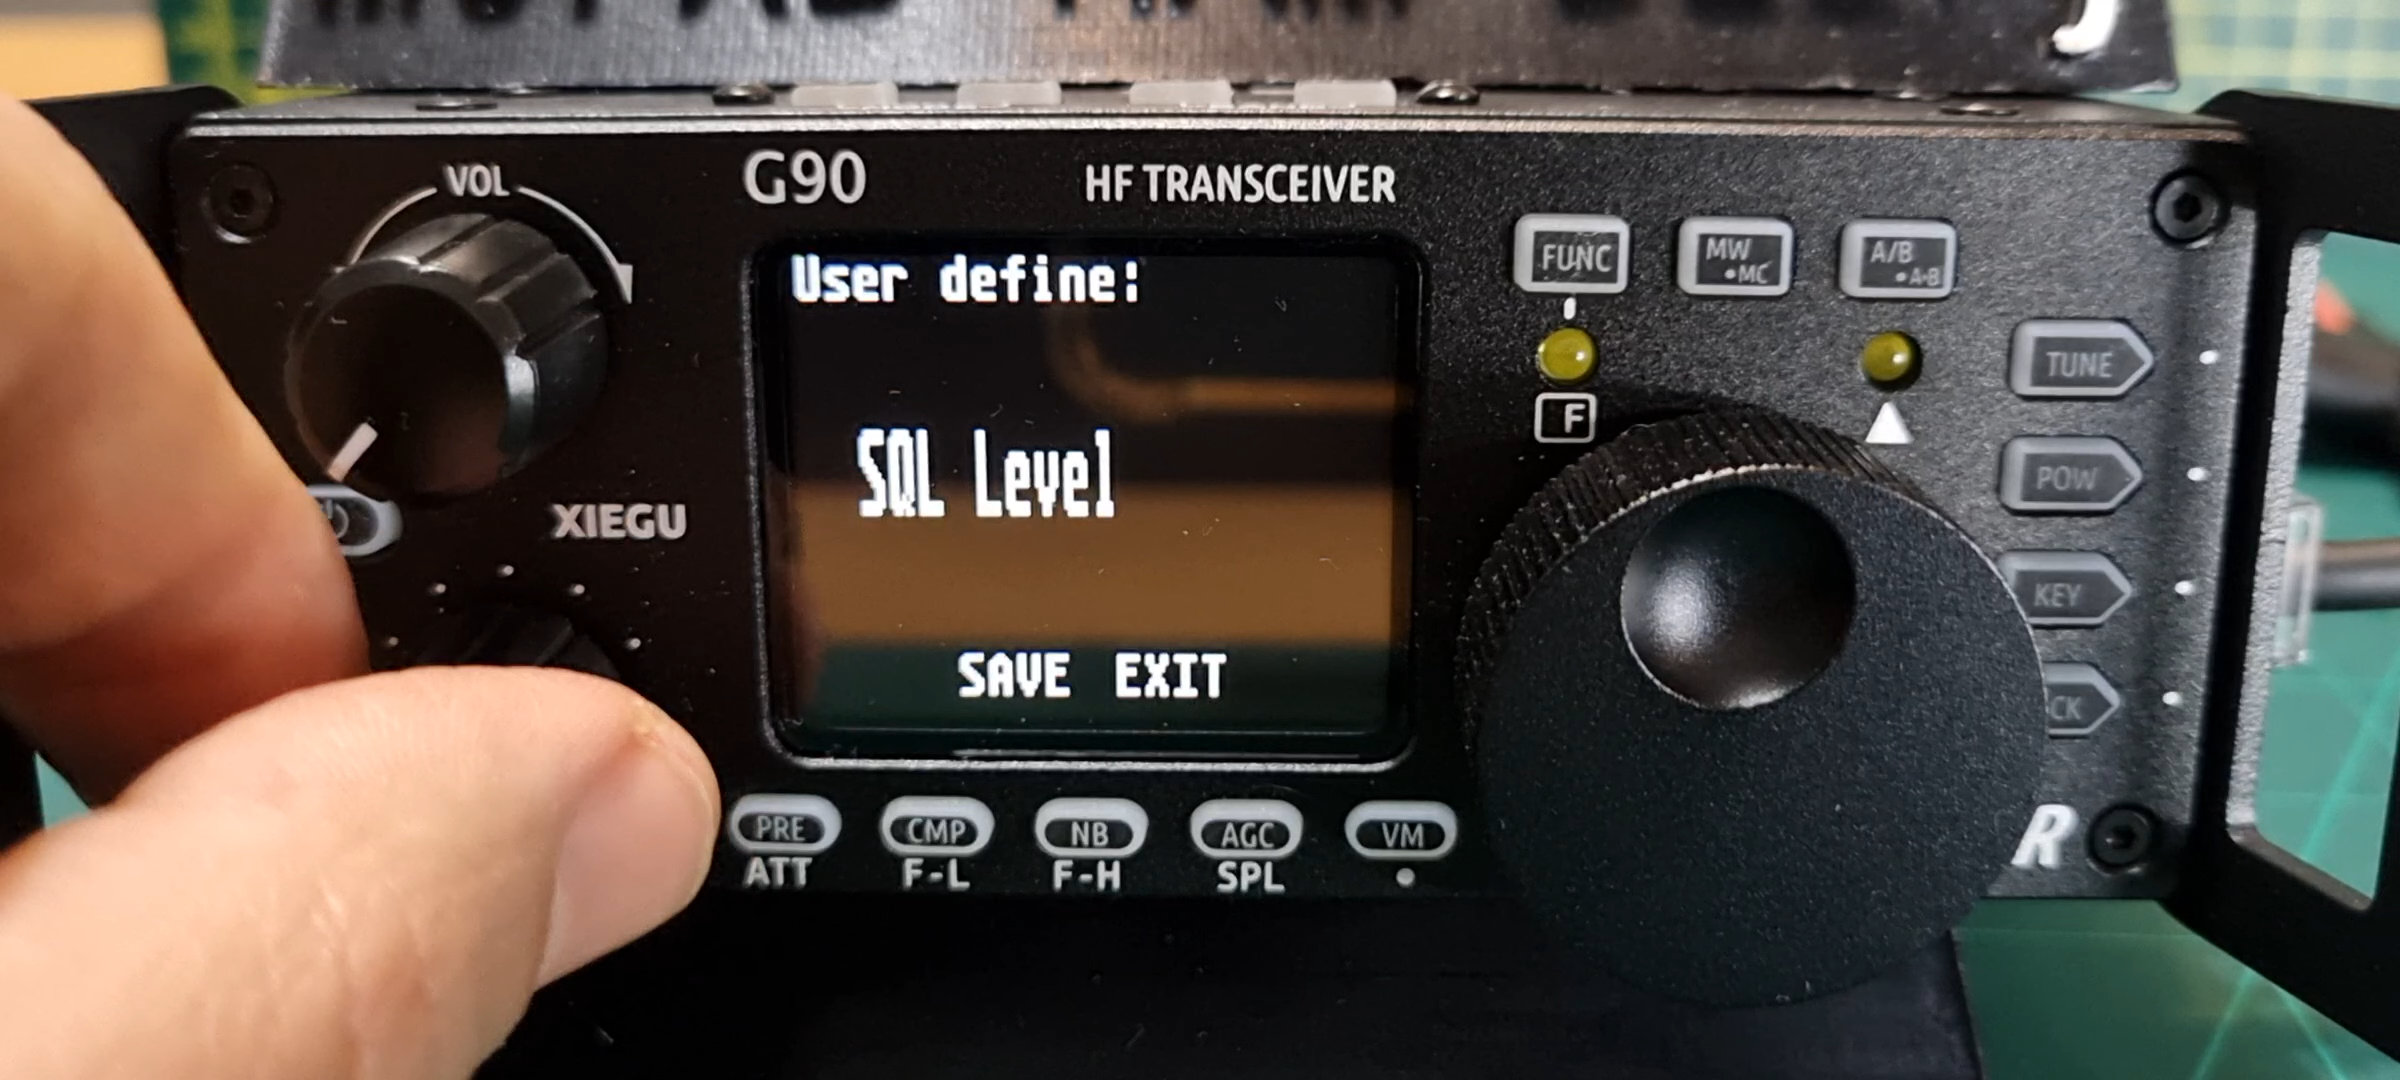 VOL
G90
HF TRANSCEIVER
FUNC
MW
•MC
A/B
•A-B
User define:
F
TUNE
SQL Level
POW
XIEGU
KEY
SAVE EXIT
CK
PRE
CMP
NB
AGC
VM
R
ATT
F-L
F-H
SPL